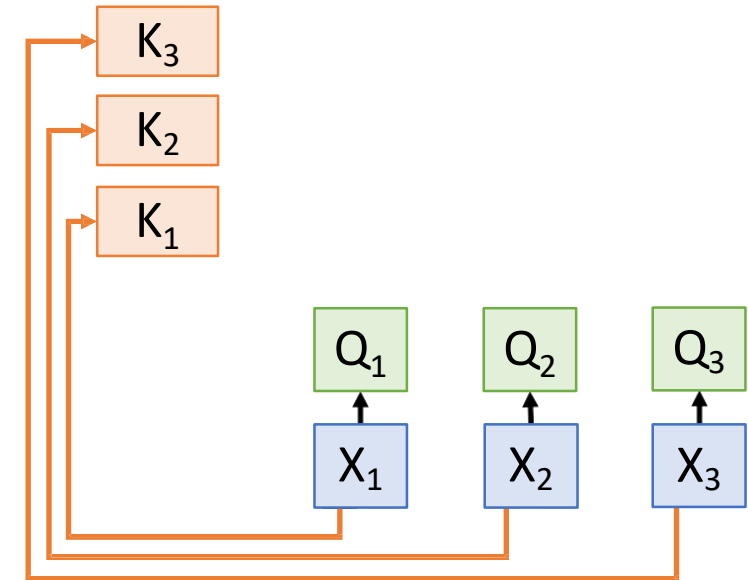 K₃
K₂
K₁
Q₁ Q₂ Q₃
X₁ X₂ X₃